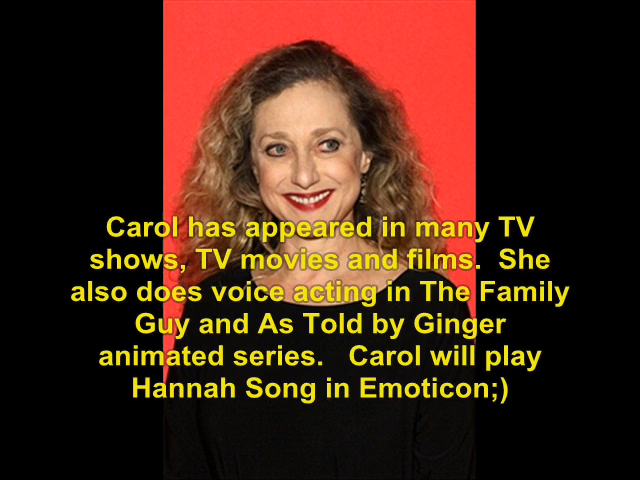 Carol has appeared in many TV
shows, TV movies and films.  She
also does voice acting in The Family
Guy and As Told by Ginger
animated series.   Carol will play
Hannah Song in Emoticon;)